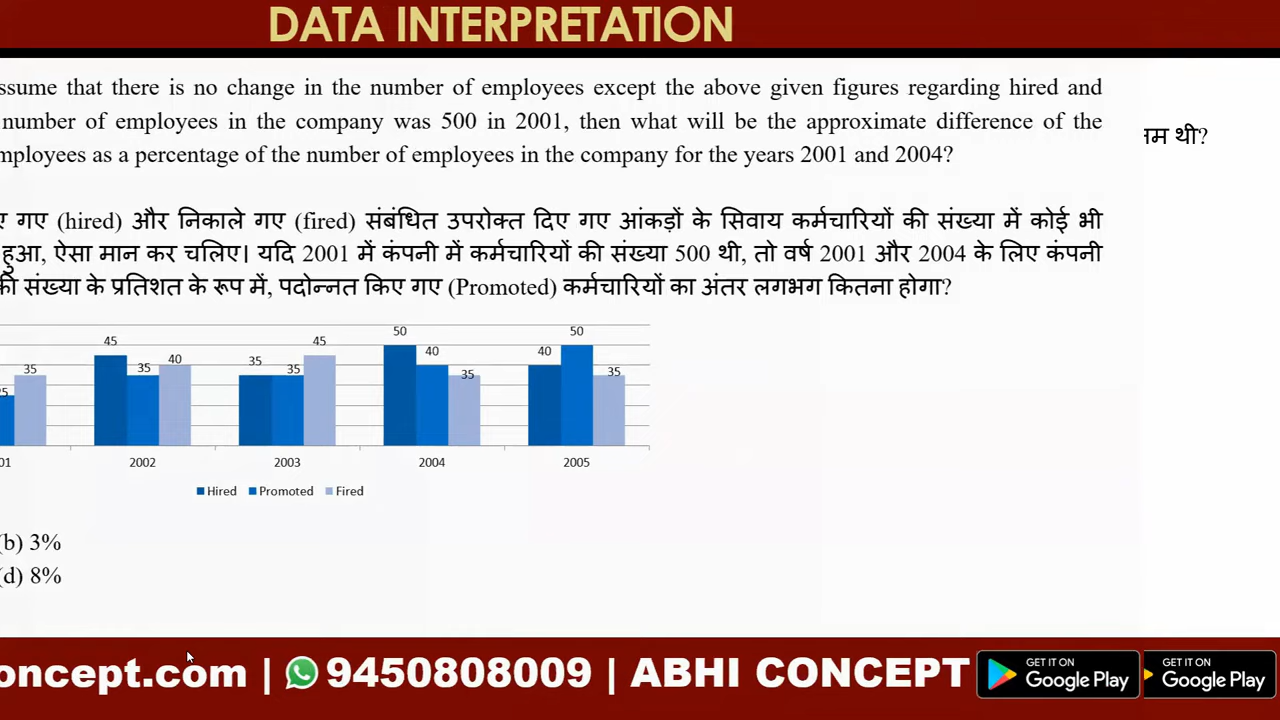 DATA INTERPRETATION
ssume that there is no change in the number of employees except the above given figures regarding hired and
number of employees in the company was 500 in 2001, then what will be the approximate difference of the
mployees as a percentage of the number of employees in the company for the years 2001 and 2004?
थी?
ए गए (hired) और निकाले गए (fired) संबंधित उपरोक्त दिए गए आंकड़ों के सिवाय कर्मचारियों की संख्या में कोई भी
हुआ, ऐसा मान कर चलिए। यदि 2001 में कंपनी में कर्मचारियों की संख्या 500 थी, तो वर्ष 2001 और 2004 के लिए कंपनी
की संख्या के प्रतिशत के रूप में, पदोन्नत किए गए (Promoted) कर्मचारियों का अंतर लगभग कितना होगा?
35 45 35 40 35 35 45 50 40 35 40 50 35
01 2002 2003 2004 2005
Hired Promoted Fired
(b) 3%
(d) 8%
oncept.com | 9450808009 | ABHI CONCEPT GET IT ON Google Play GET IT ON Google Play